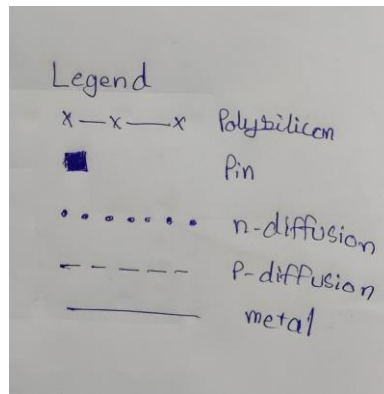 Legend
x — x — x Polysilicon
Pin
n-diffusion
P-diffusion
metal